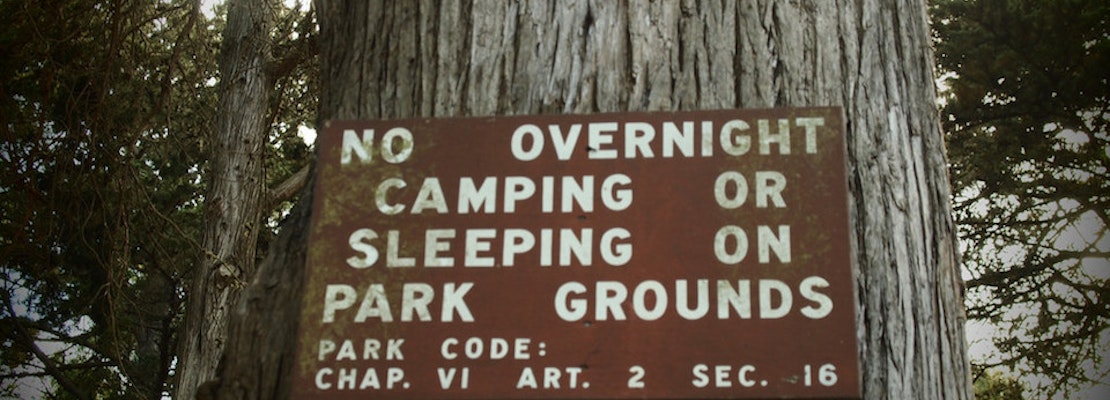 NO OVERNIGHT
CAMPING OR
SLEEPING ON
PARK GROUNDS
PARK CODE:
CHAP. VI ART. 2 SEC. 16